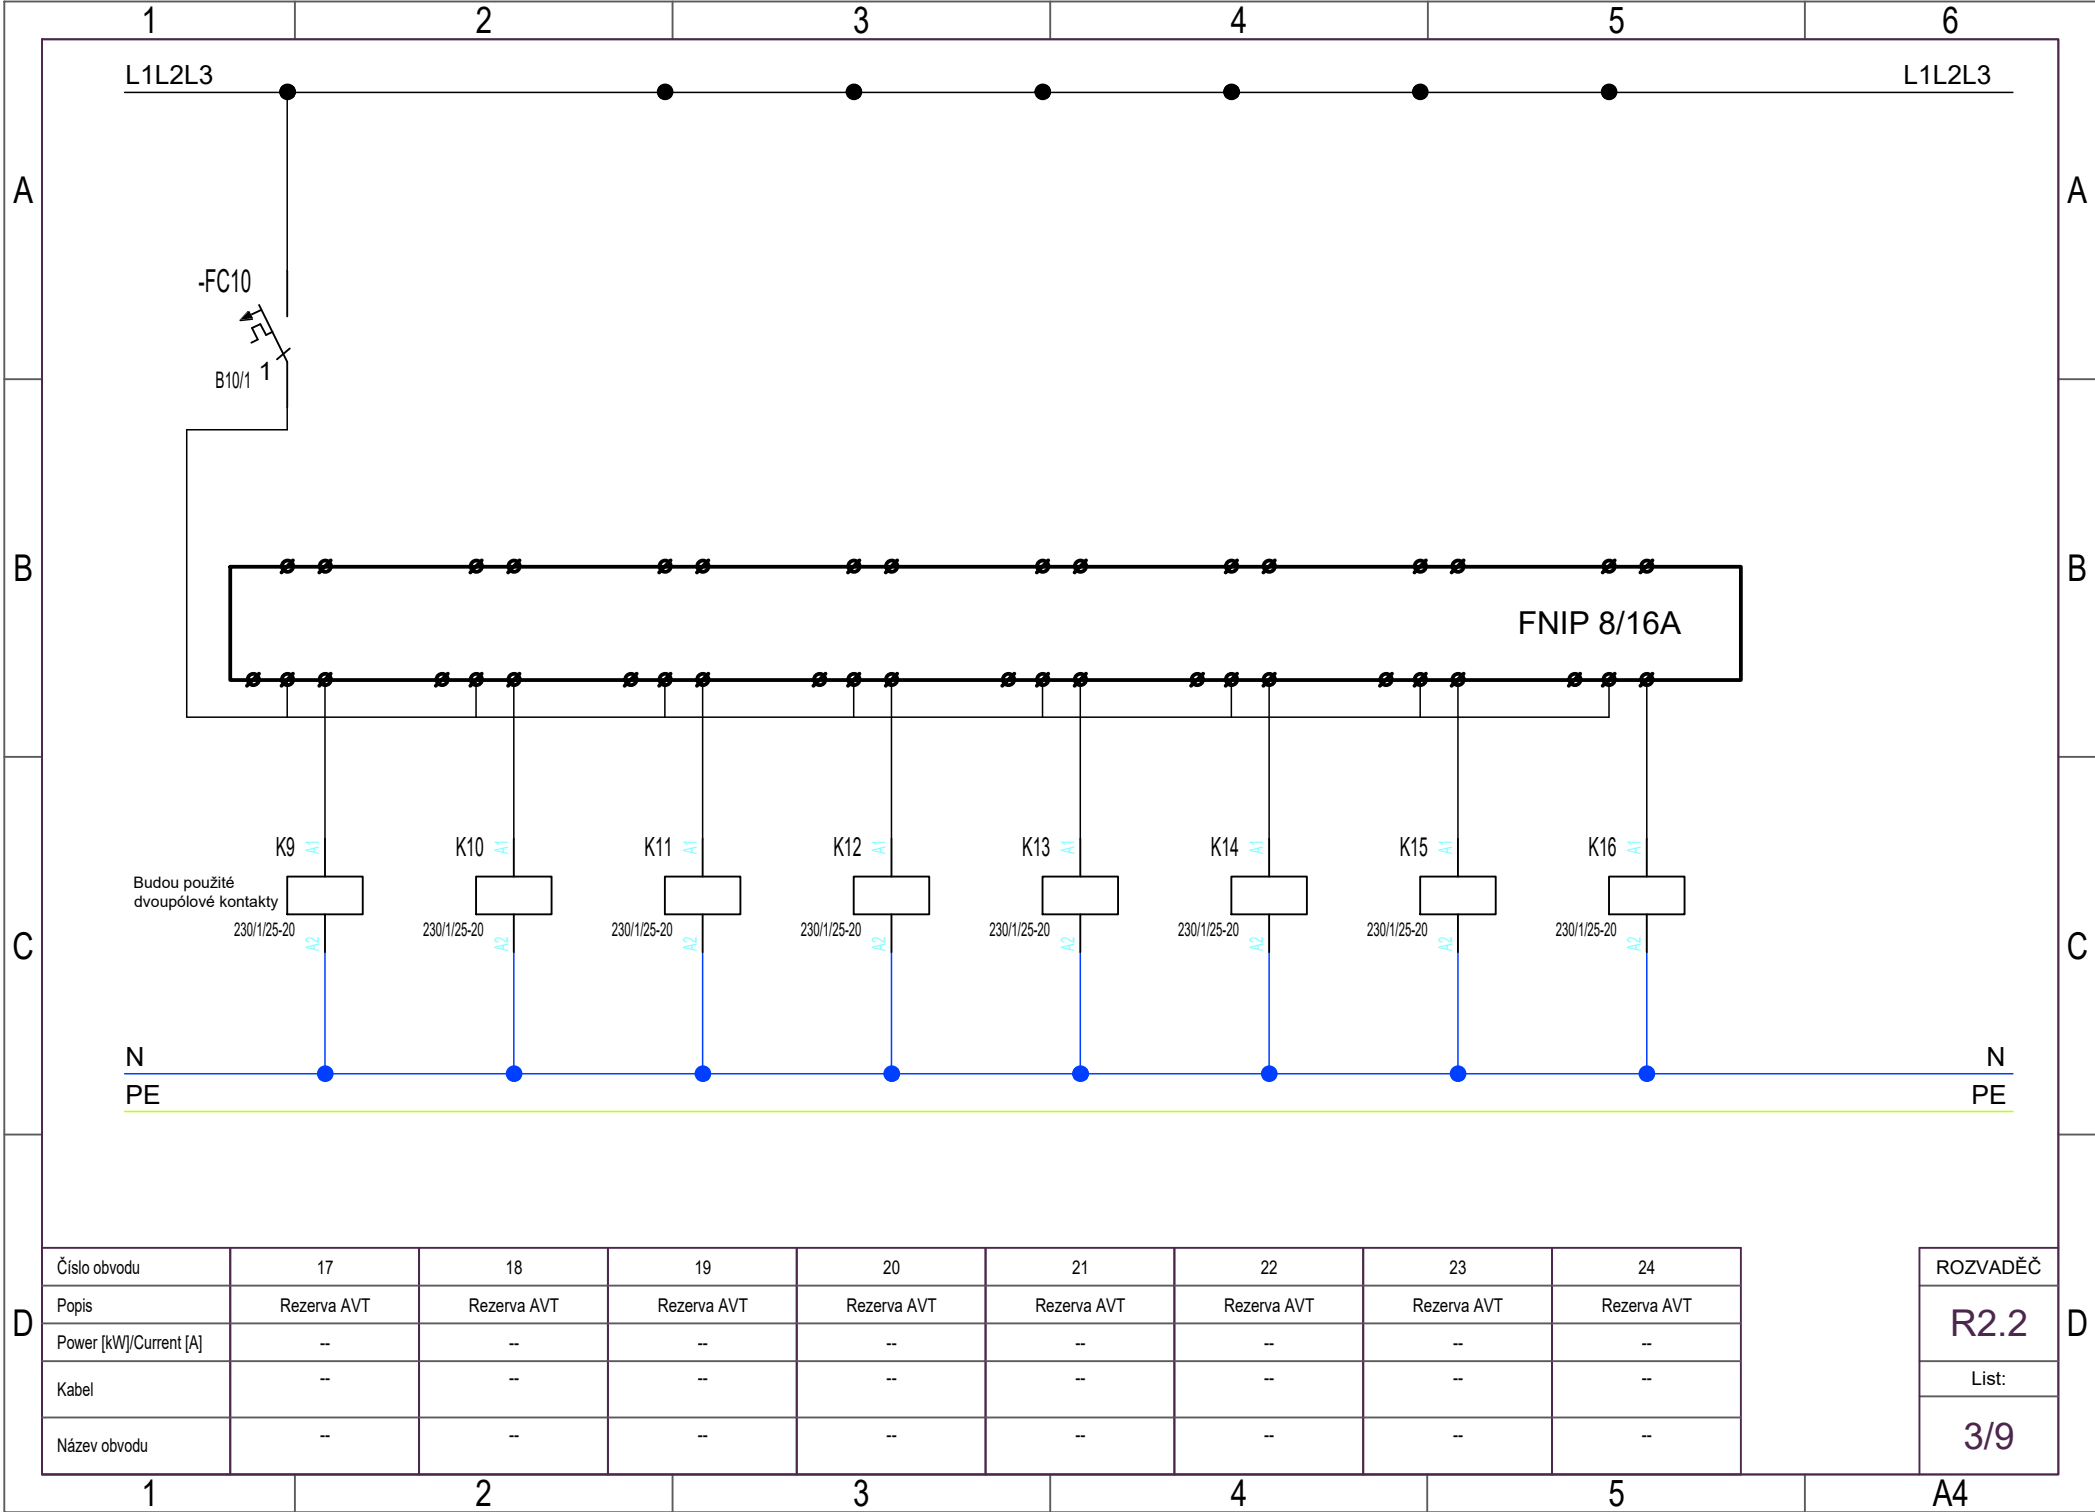 1 2 3 4 5 6
L1L2L3 L1L2L3
A A
-FC10
B10/1 1
B B
FNIP 8/16A
K9 A1 K10 A1 K11 A1 K12 A1 K13 A1 K14 A1 K15 A1 K16 A1
Budou použité
dvoupólové kontakty
230/1/25-20 A2 230/1/25-20 A2 230/1/25-20 A2 230/1/25-20 A2 230/1/25-20 A2 230/1/25-20 A2 230/1/25-20 A2 230/1/25-20 A2
C C
N N
PE PE
Číslo obvodu 17 18 19 20 21 22 23 24 ROZVADĚČ
Popis Rezerva AVT Rezerva AVT Rezerva AVT Rezerva AVT Rezerva AVT Rezerva AVT Rezerva AVT Rezerva AVT
D R2.2 D
Power [kW]/Current [A] -- -- -- -- -- -- -- --
Kabel -- -- -- -- -- -- -- -- List:
Název obvodu -- -- -- -- -- -- -- -- 3/9
1 2 3 4 5 A4